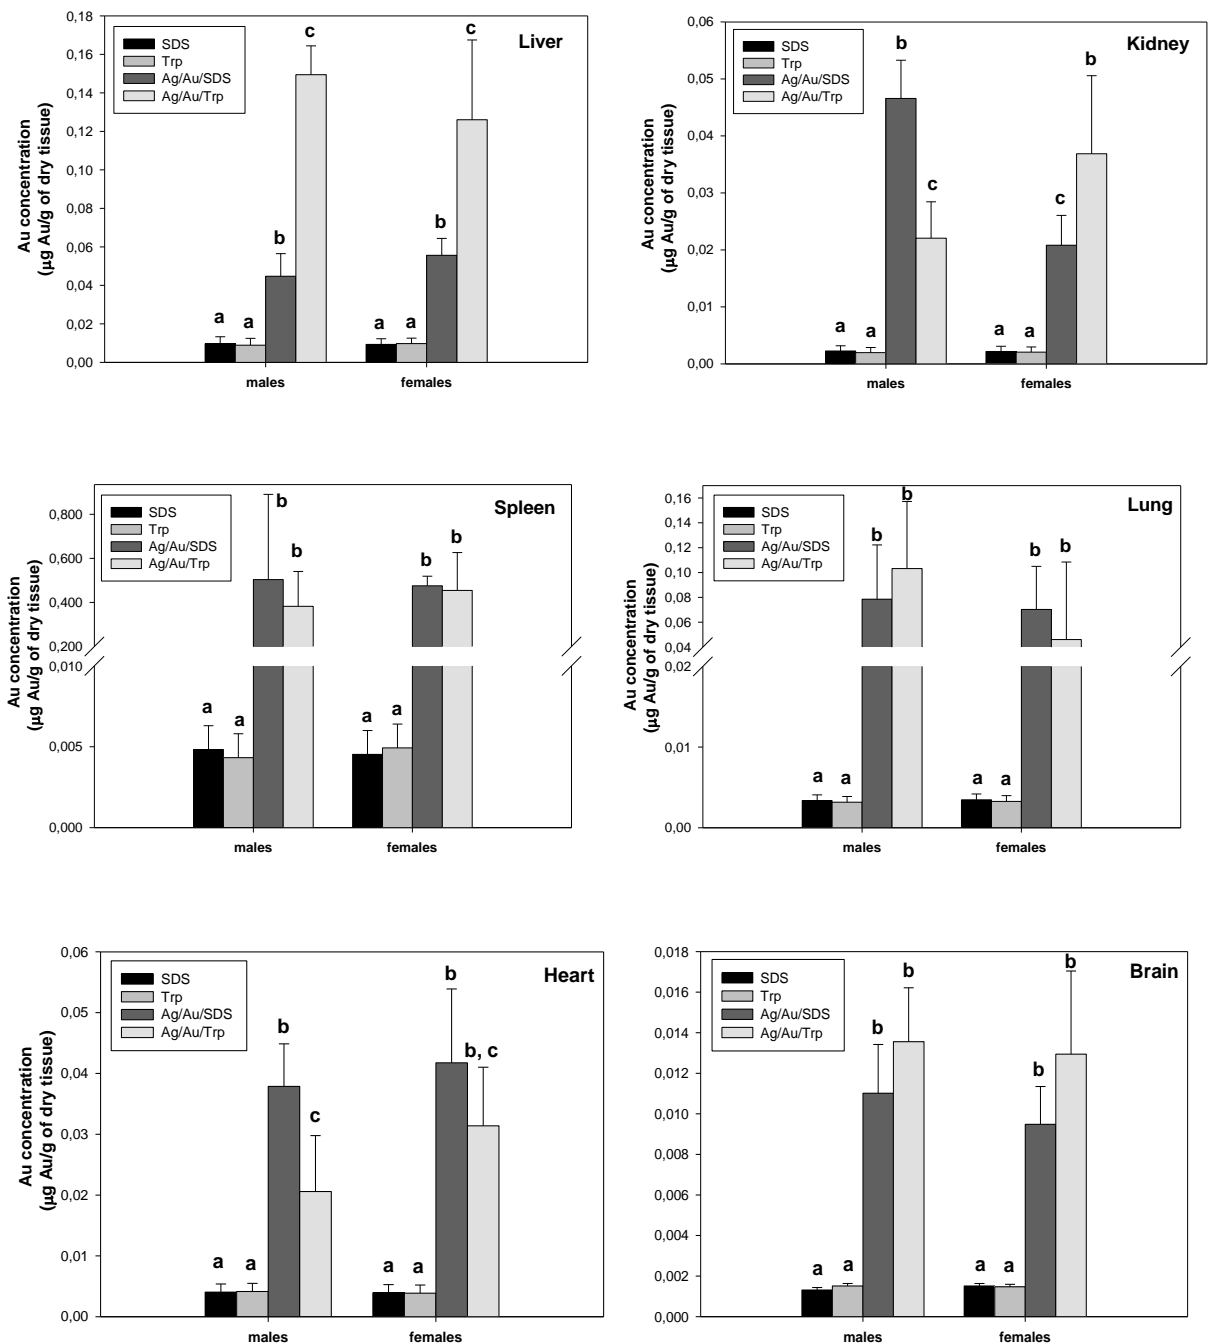 Liver
SDS
Trp
Ag/Au/SDS
Ag/Au/Trp
Au concentration
(µg Au/g of dry tissue)
0,18
0,16
0,14
0,12
0,10
0,08
0,06
0,04
0,02
0,00
a
a
b
c
a
a
b
c
males
females
Kidney
SDS
Trp
Ag/Au/SDS
Ag/Au/Trp
Au concentration
(µg Au/g of dry tissue)
0,06
0,05
0,04
0,03
0,02
0,01
0,00
a
a
b
c
a
a
c
b
males
females
Spleen
SDS
Trp
Ag/Au/SDS
Ag/Au/Trp
Au concentration
(µg Au/g of dry tissue)
0,800
0,600
0,400
0,200
0,010
0,005
0,000
a
a
b
b
a
a
b
b
males
females
Lung
SDS
Trp
Ag/Au/SDS
Ag/Au/Trp
Au concentration
(µg Au/g of dry tissue)
0,16
0,14
0,12
0,10
0,08
0,06
0,04
0,02
0,01
0,00
a
a
b
b
a
a
b
b
males
females
Heart
SDS
Trp
Ag/Au/SDS
Ag/Au/Trp
Au concentration
(µg Au/g of dry tissue)
0,06
0,05
0,04
0,03
0,02
0,01
0,00
a
a
b
c
a
a
b
b, c
males
females
Brain
SDS
Trp
Ag/Au/SDS
Ag/Au/Trp
Au concentration
(µg Au/g of dry tissue)
0,018
0,016
0,014
0,012
0,010
0,008
0,006
0,004
0,002
0,000
a
a
b
b
a
a
b
b
males
females